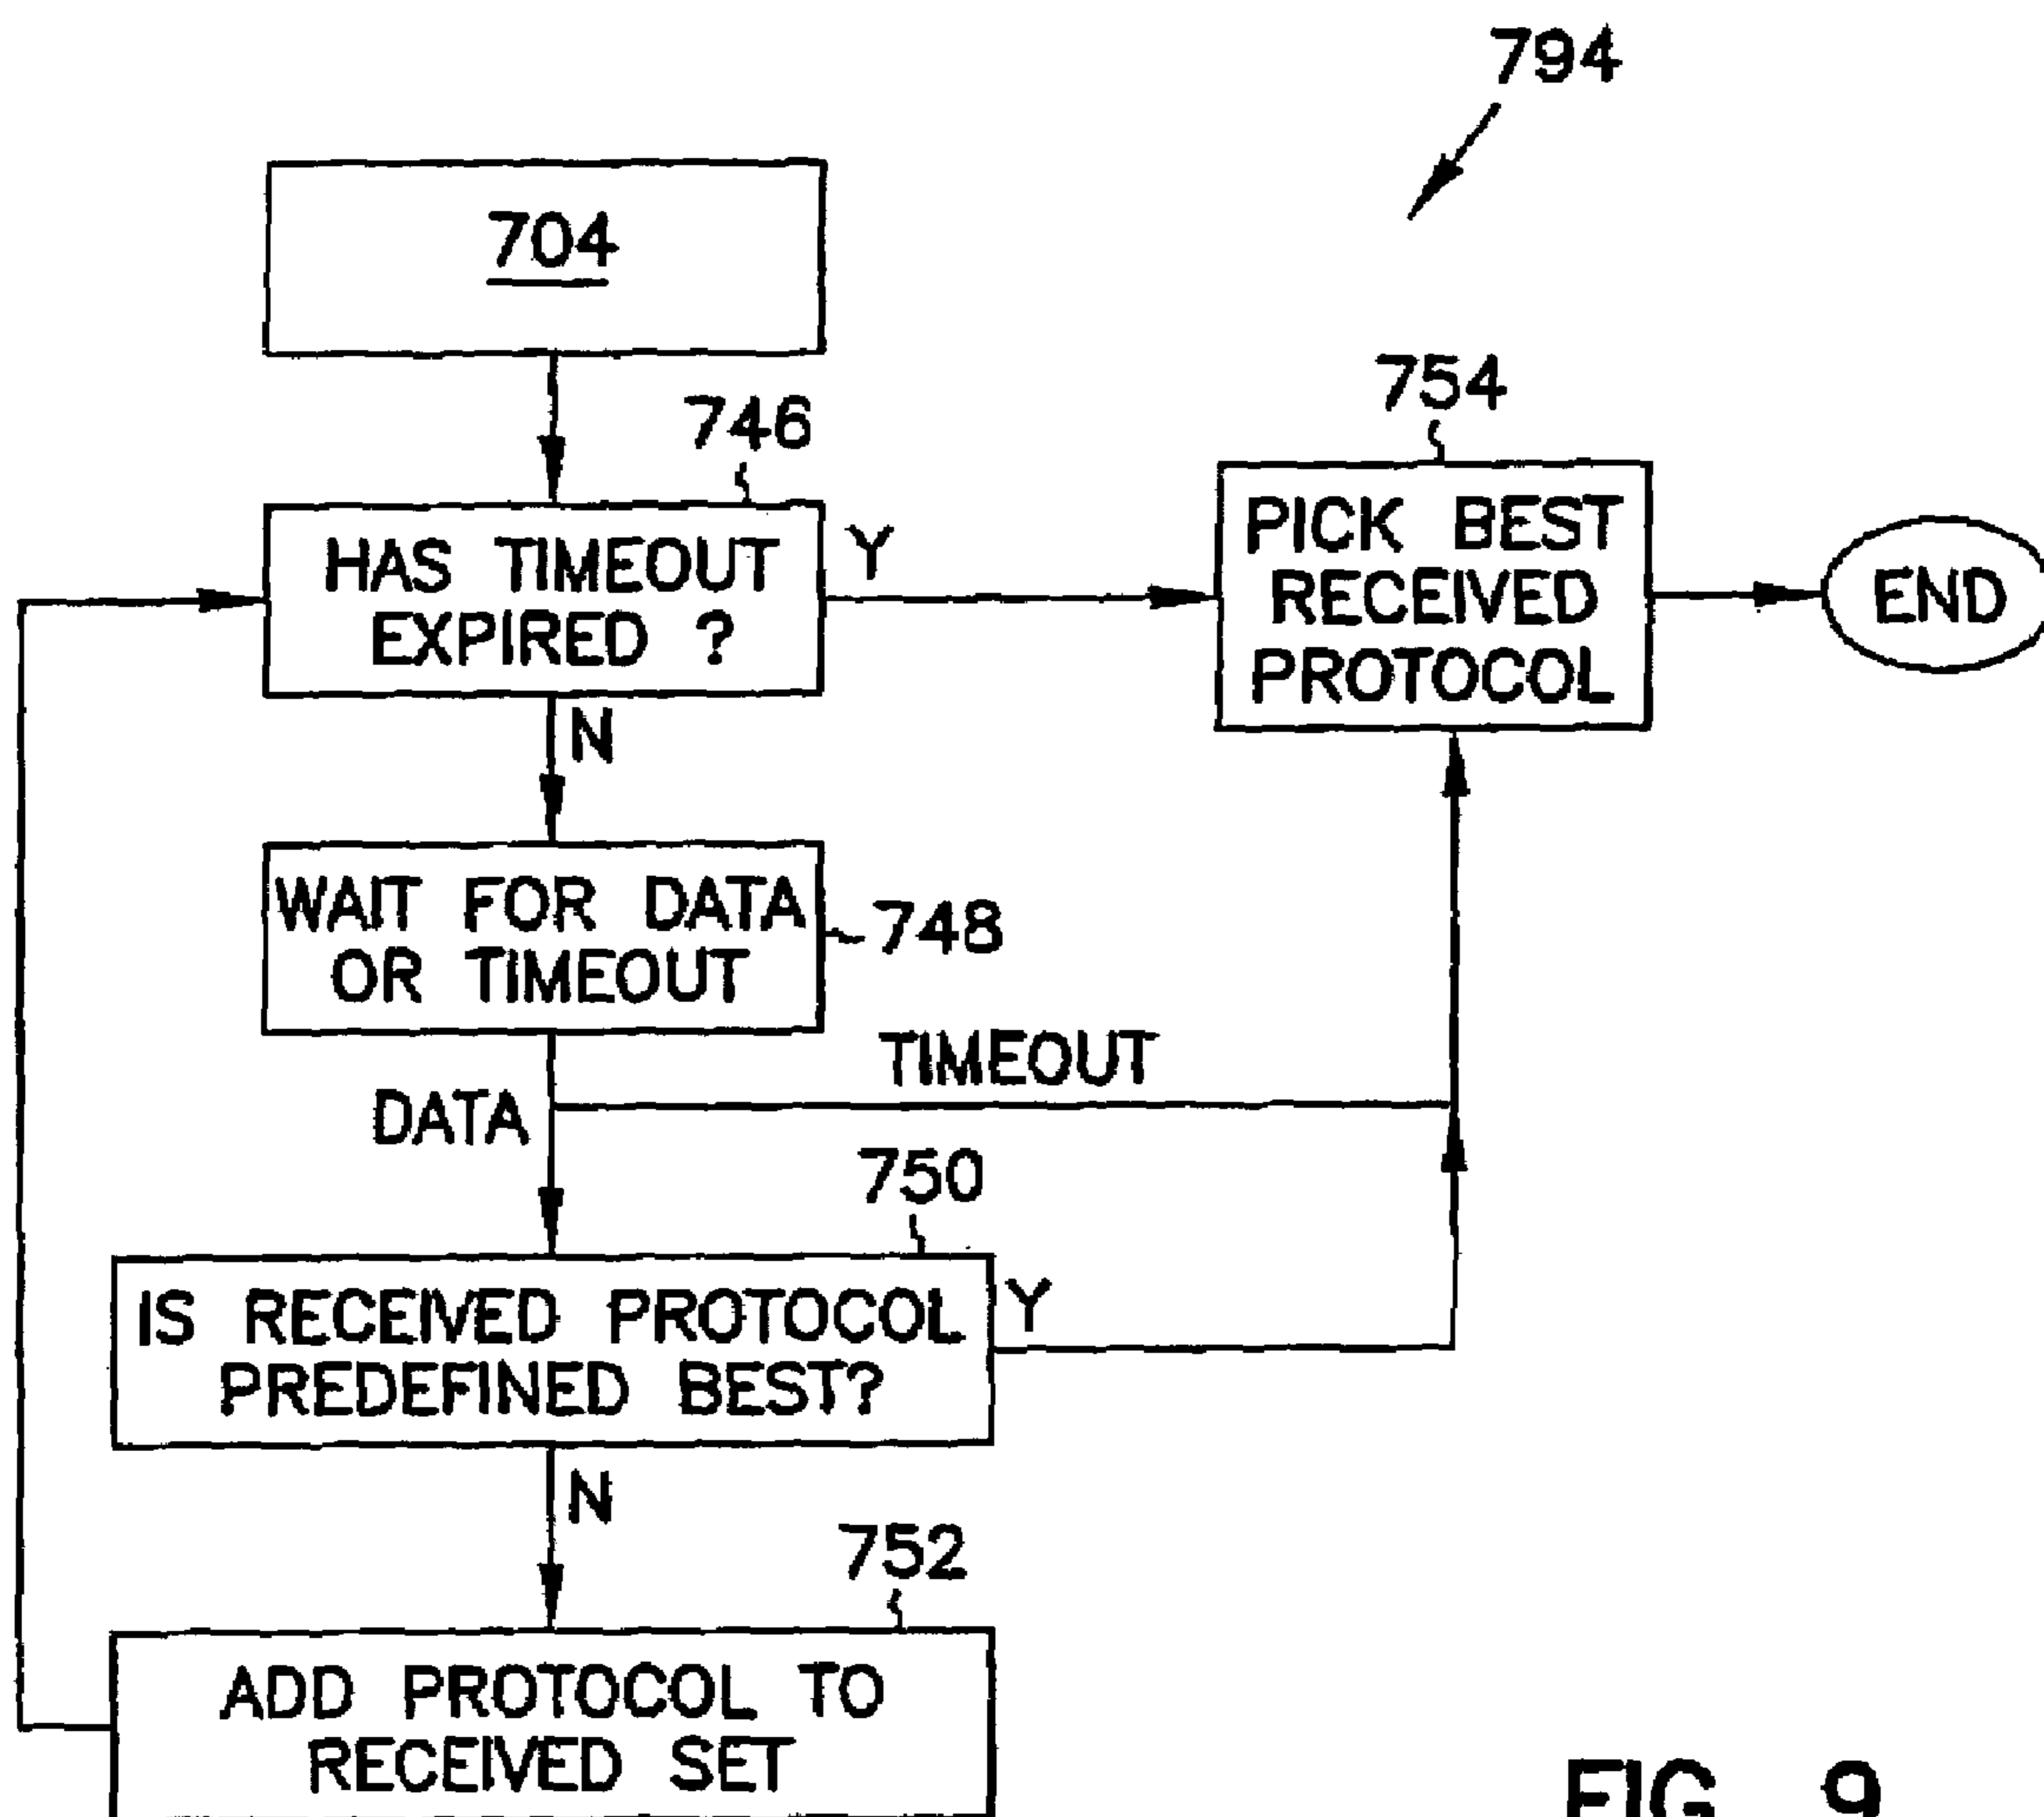 794
704
746
HAS TIMEOUT
EXPIRED ?
Y
N
754
PICK BEST
RECEIVED
PROTOCOL
END
WAIT FOR DATA
OR TIMEOUT
748
TIMEOUT
DATA
750
IS RECEIVED PROTOCOL
PREDEFINED BEST?
Y
N
752
ADD PROTOCOL TO
RECEIVED SET
FIG. 9